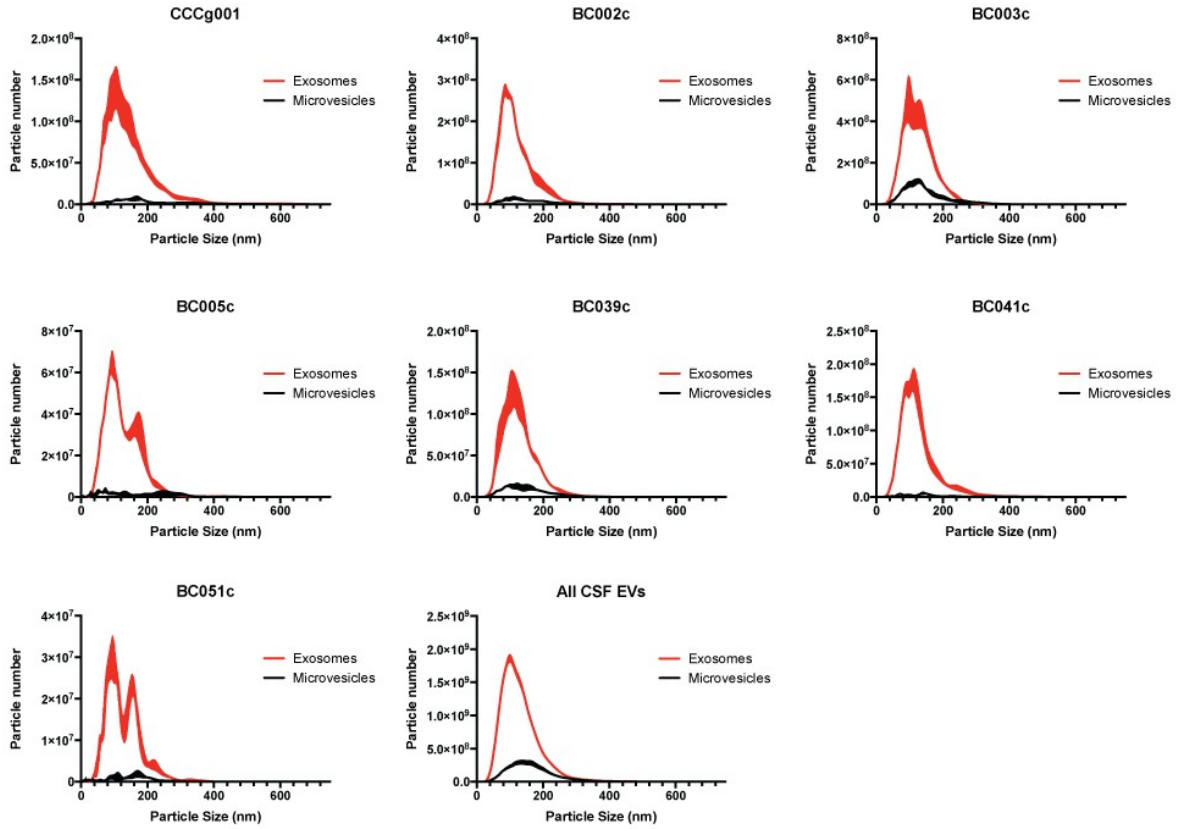 CCCg001
Particle number
2.0×10⁸
1.5×10⁸
1.0×10⁸
5.0×10⁷
0.0
0 200 400 600
Particle Size (nm)
Exosomes
Microvesicles
BC002c
Particle number
4×10⁸
3×10⁸
2×10⁸
1×10⁸
0
0 200 400 600
Particle Size (nm)
Exosomes
Microvesicles
BC003c
Particle number
8×10⁸
6×10⁸
4×10⁸
2×10⁸
0
0 200 400 600
Particle Size (nm)
Exosomes
Microvesicles
BC005c
Particle number
8×10⁷
6×10⁷
4×10⁷
2×10⁷
0
0 200 400 600
Particle Size (nm)
Exosomes
Microvesicles
BC039c
Particle number
2.0×10⁸
1.5×10⁸
1.0×10⁸
5.0×10⁷
0.0
0 200 400 600
Particle Size (nm)
Exosomes
Microvesicles
BC041c
Particle number
2.5×10⁸
2.0×10⁸
1.5×10⁸
1.0×10⁸
5.0×10⁷
0.0
0 200 400 600
Particle Size (nm)
Exosomes
Microvesicles
BC051c
Particle number
4×10⁷
3×10⁷
2×10⁷
1×10⁷
0
0 200 400 600
Particle Size (nm)
Exosomes
Microvesicles
All CSF EVs
Particle number
2.5×10⁹
2.0×10⁹
1.5×10⁹
1.0×10⁹
5.0×10⁸
0.0
0 200 400 600
Particle Size (nm)
Exosomes
Microvesicles